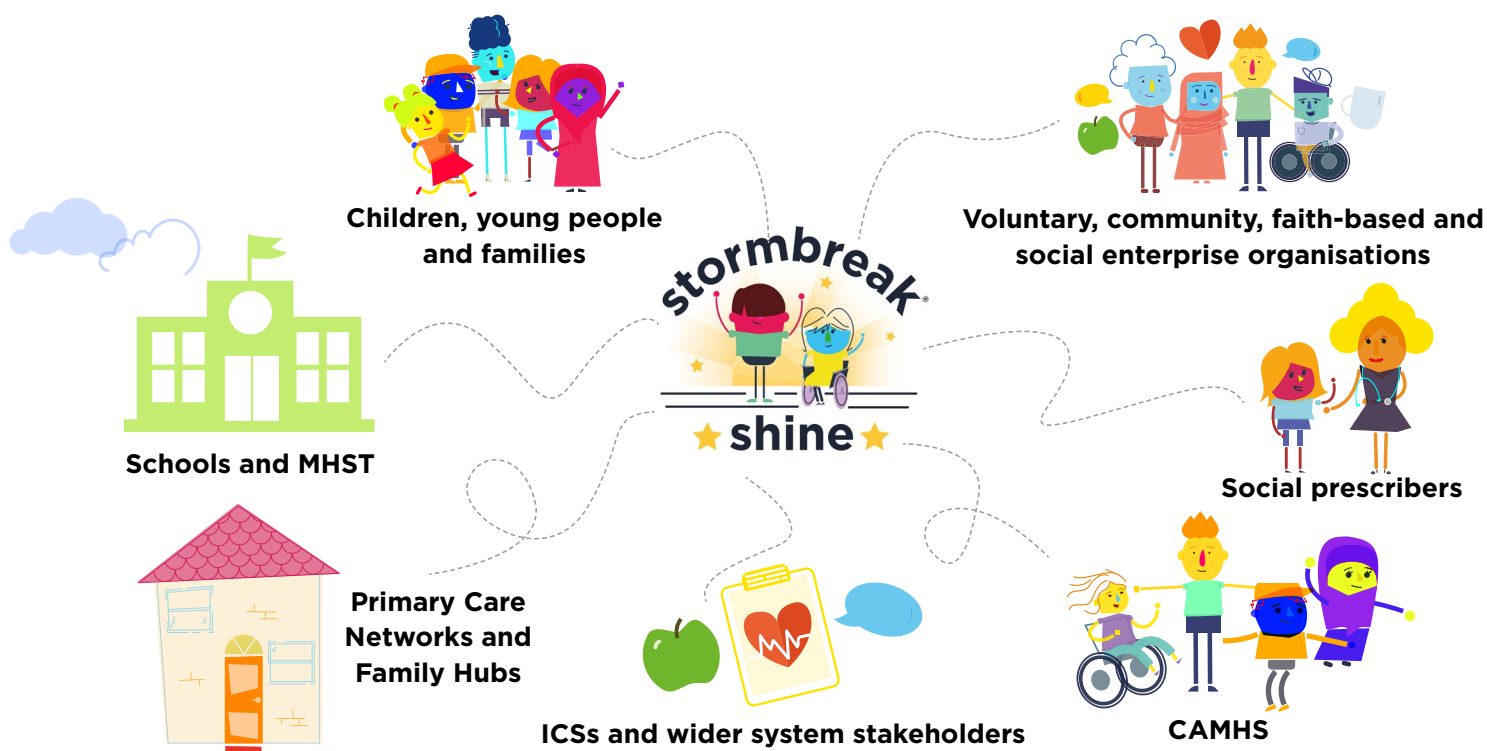 Children, young people
and families
Voluntary, community, faith-based and
social enterprise organisations
stormbreak®
shine
Schools and MHST
Social prescribers
Primary Care
Networks and
Family Hubs
ICSs and wider system stakeholders
CAMHS